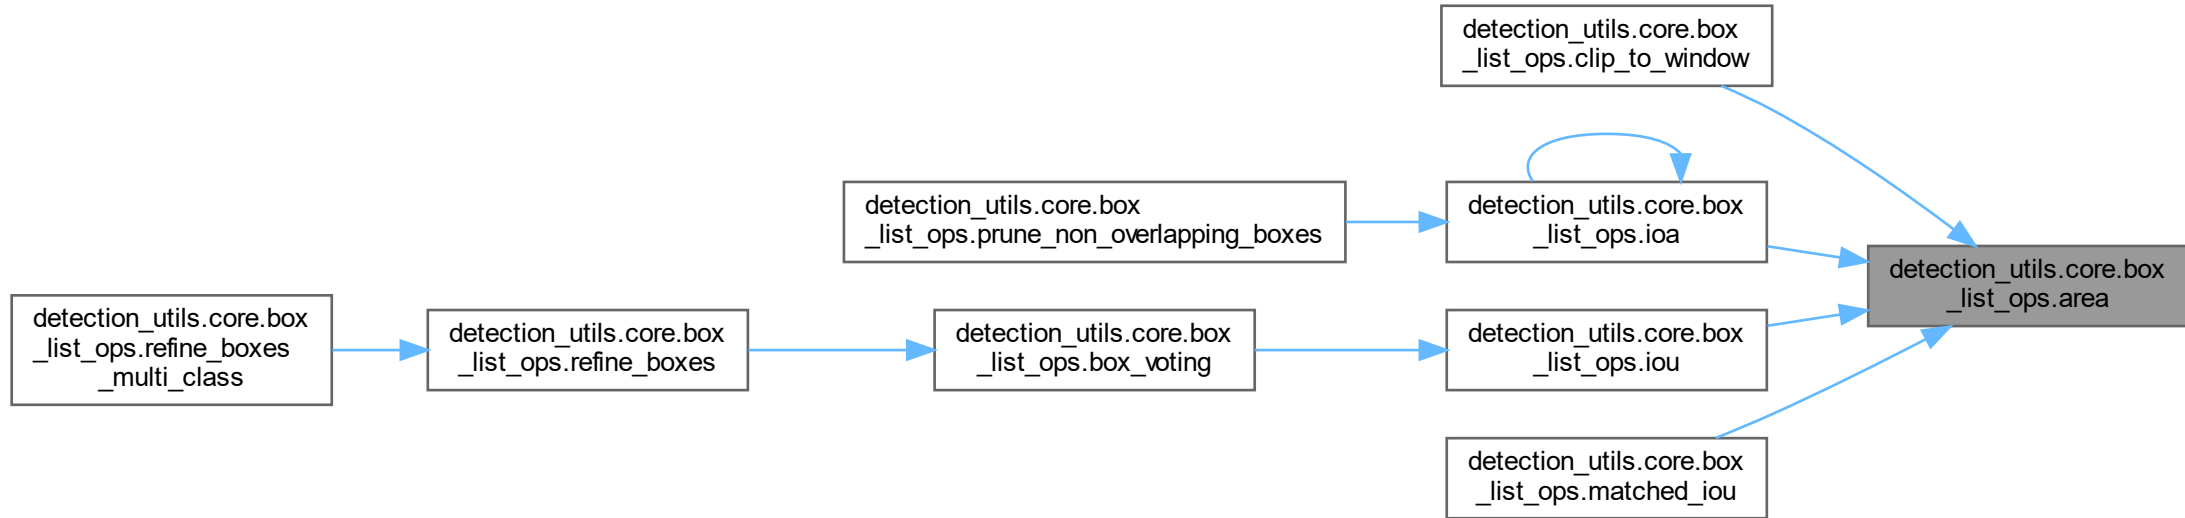 detection_utils.core.box
_list_ops.clip_to_window
detection_utils.core.box
_list_ops.prune_non_overlapping_boxes
detection_utils.core.box
_list_ops.ioa
detection_utils.core.box
_list_ops.area
detection_utils.core.box
_list_ops.refine_boxes
_multi_class
detection_utils.core.box
_list_ops.refine_boxes
detection_utils.core.box
_list_ops.box_voting
detection_utils.core.box
_list_ops.iou
detection_utils.core.box
_list_ops.matched_iou